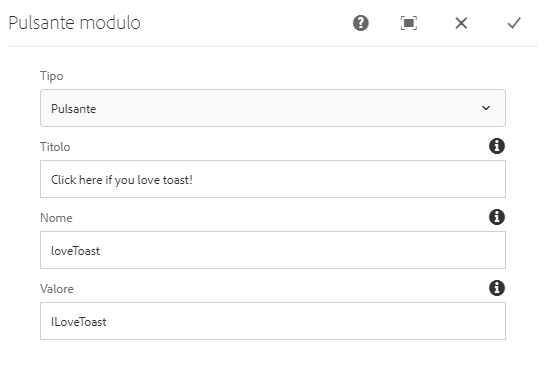 Pulsante modulo
Tipo
Pulsante
Titolo
Click here if you love toast!
Nome
loveToast
Valore
ILoveToast